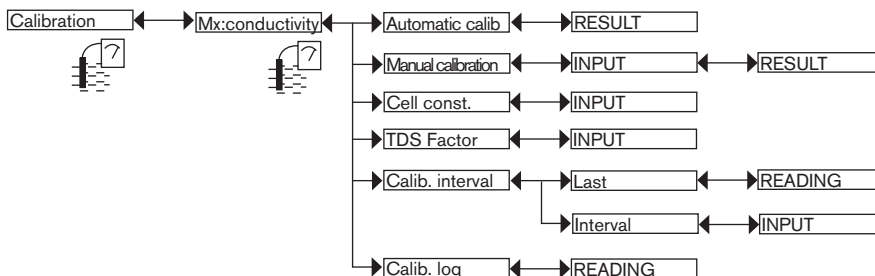 Calibration Mx:conductivity Automatic calib RESULT
Manual calibration INPUT RESULT
Cell const. INPUT
TDS Factor INPUT
Calib. interval Last READING
Interval INPUT
Calib. log READING